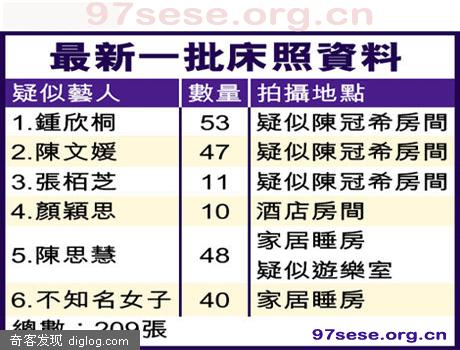 97sese.org.cn
最新一批床照資料
疑似藝人 數量 拍攝地點
1.鍾欣桐 53 疑似陳冠希房間
2.陳文媛 47 疑似陳冠希房間
3.張栢芝 11 疑似陳冠希房間
4.顏穎思 10 酒店房間
5.陳思慧 48 家居睡房
疑似遊樂室
6.不知名女子 40 家居睡房
總數：209張
奇客发现 diglog.com
97sese.org.cn